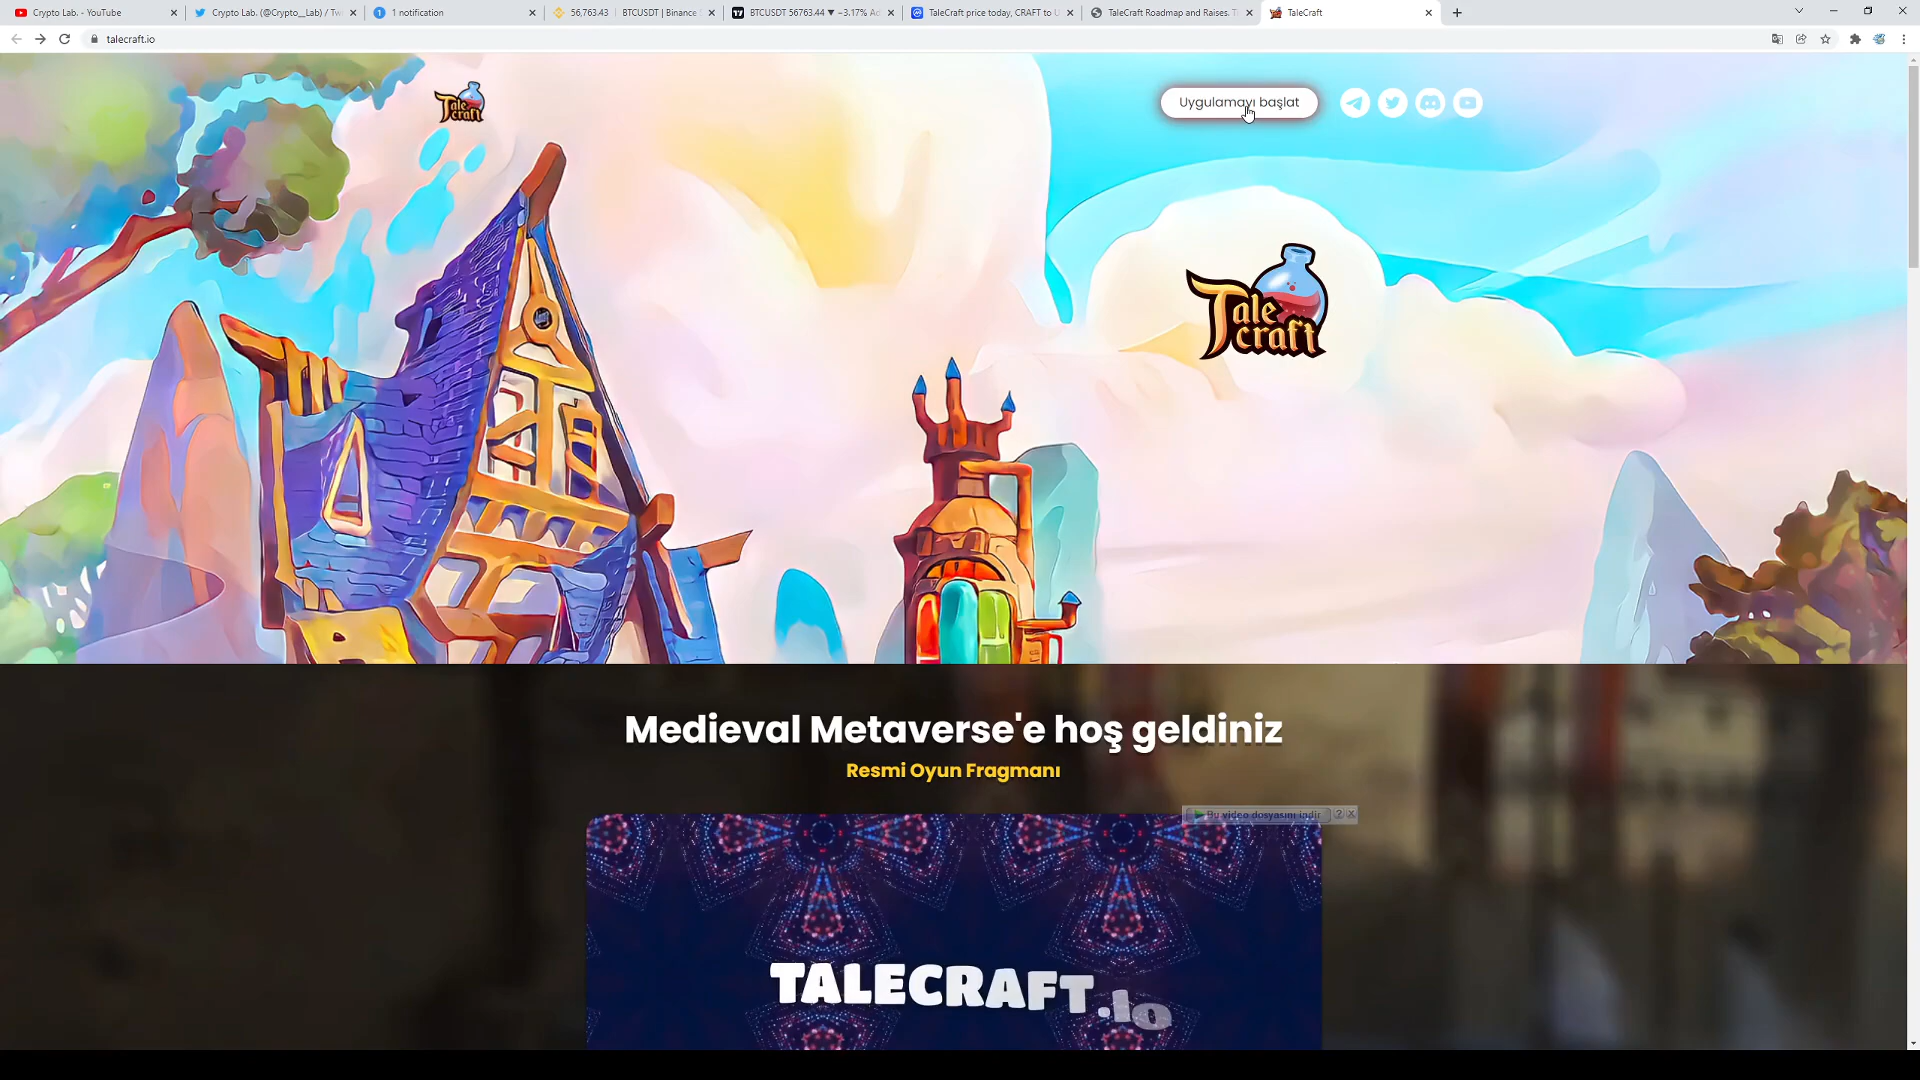 Crypto Lab. - YouTube
Crypto Lab. (@Crypto__Lab) / Tw
1 notification
56,763.43 | BTCUSDT | Binance
BTCUSDT 56763.44 ▼ −3.17% A
TaleCraft price today, CRAFT to U
TaleCraft Roadmap and Raises. T
TaleCraft
talecraft.io
Tale craft
Uygulamayı başlat
Tale craft
Medieval Metaverse'e hoş geldiniz
Resmi Oyun Fragmanı
Bu video dosyasını indir ? X
TALECRAFT.io